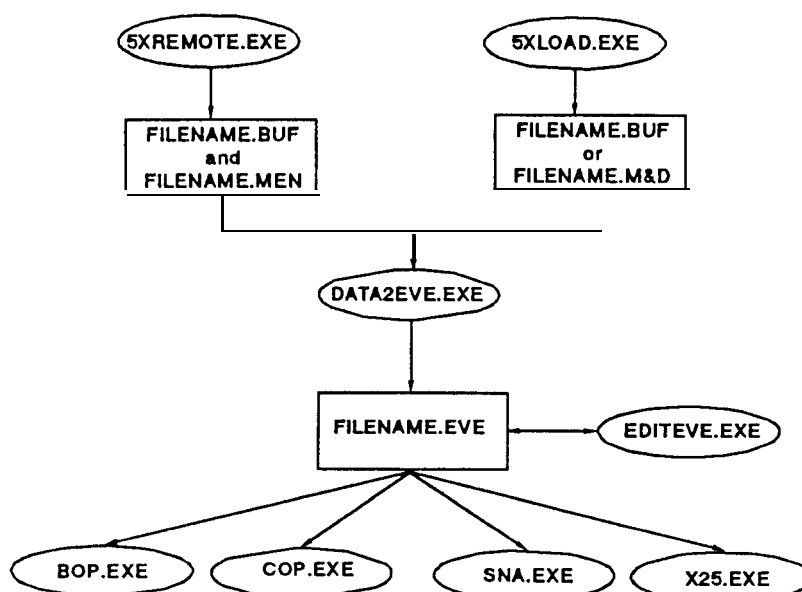 5XREMOTE.EXE
5XLOAD.EXE
FILENAME.BUF
and
FILENAME.MEN
FILENAME.BUF
or
FILENAME.M&D
DATA2EVE.EXE
FILENAME.EVE
EDITEVE.EXE
BOP.EXE
COP.EXE
SNA.EXE
X25.EXE